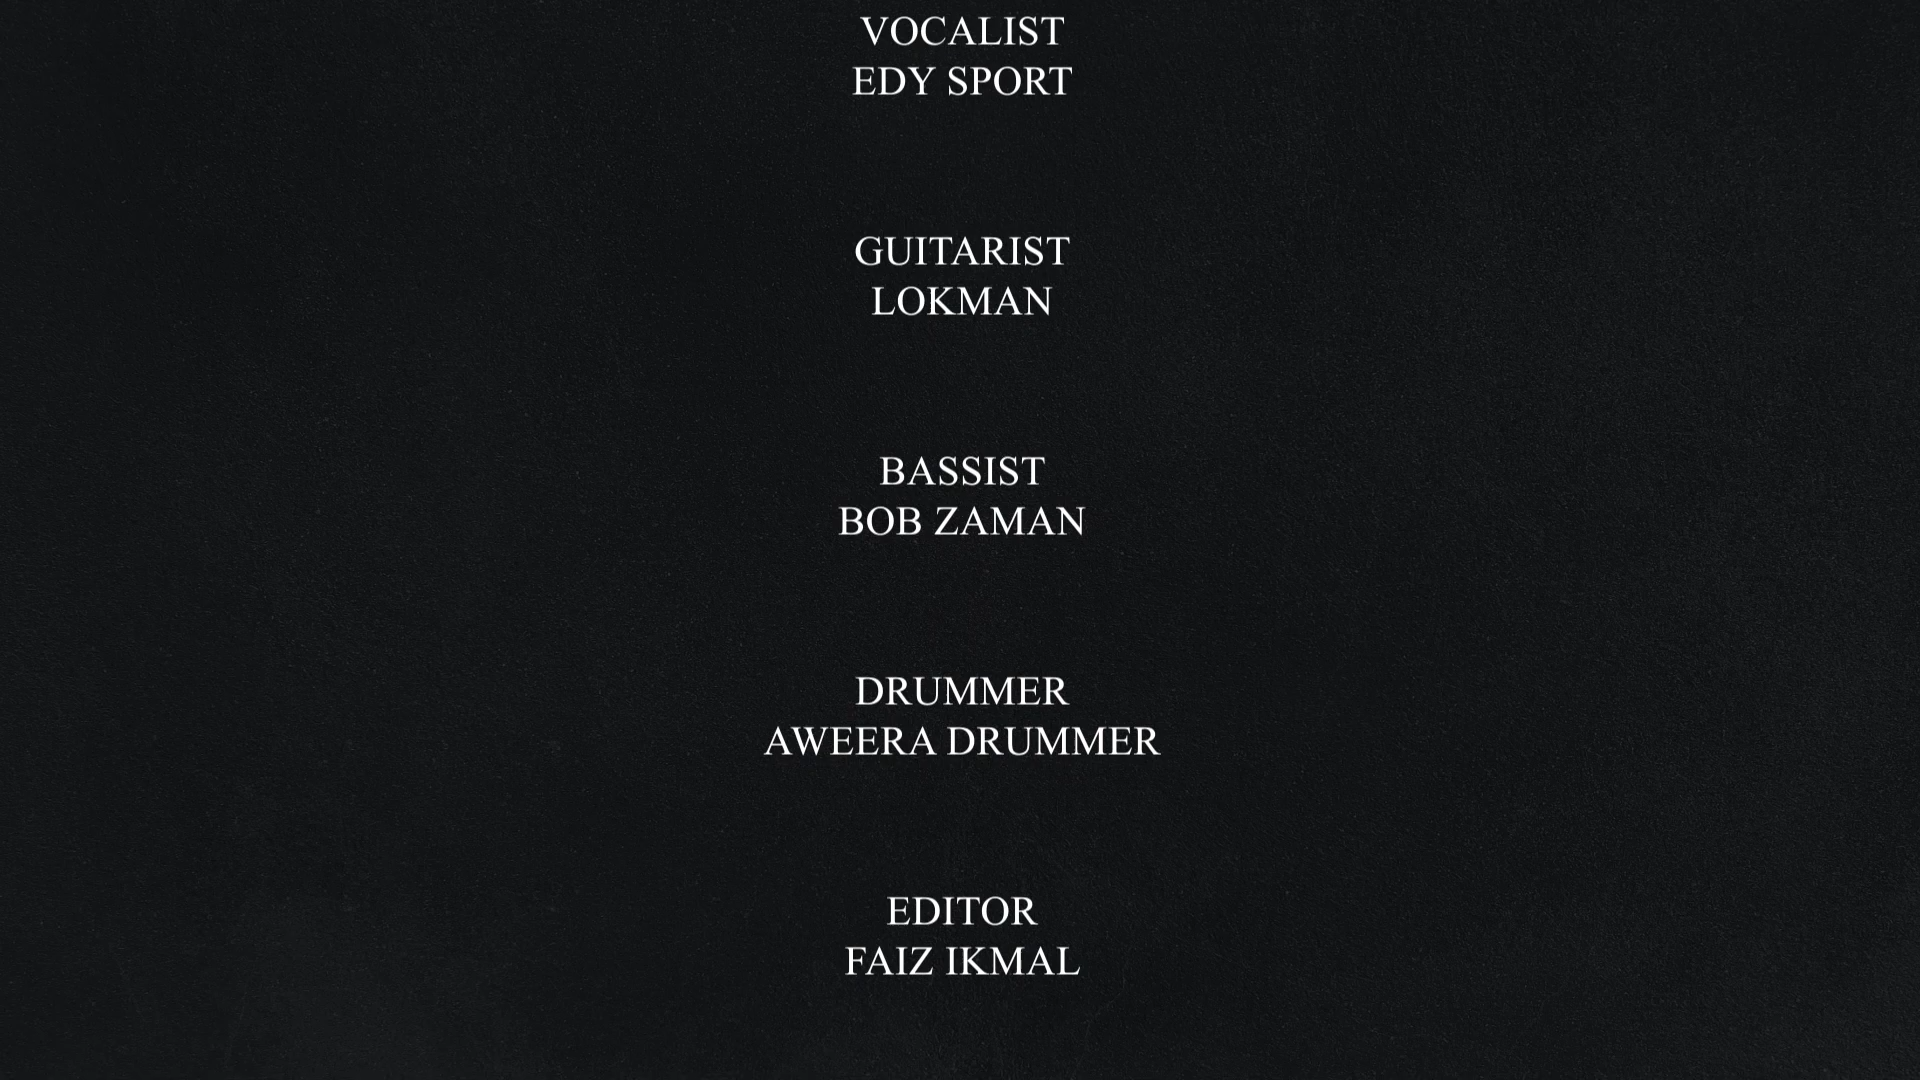 VOCALIST
EDY SPORT
GUITARIST
LOKMAN
BASSIST
BOB ZAMAN
DRUMMER
AWEERA DRUMMER
EDITOR
FAIZ IKMAL